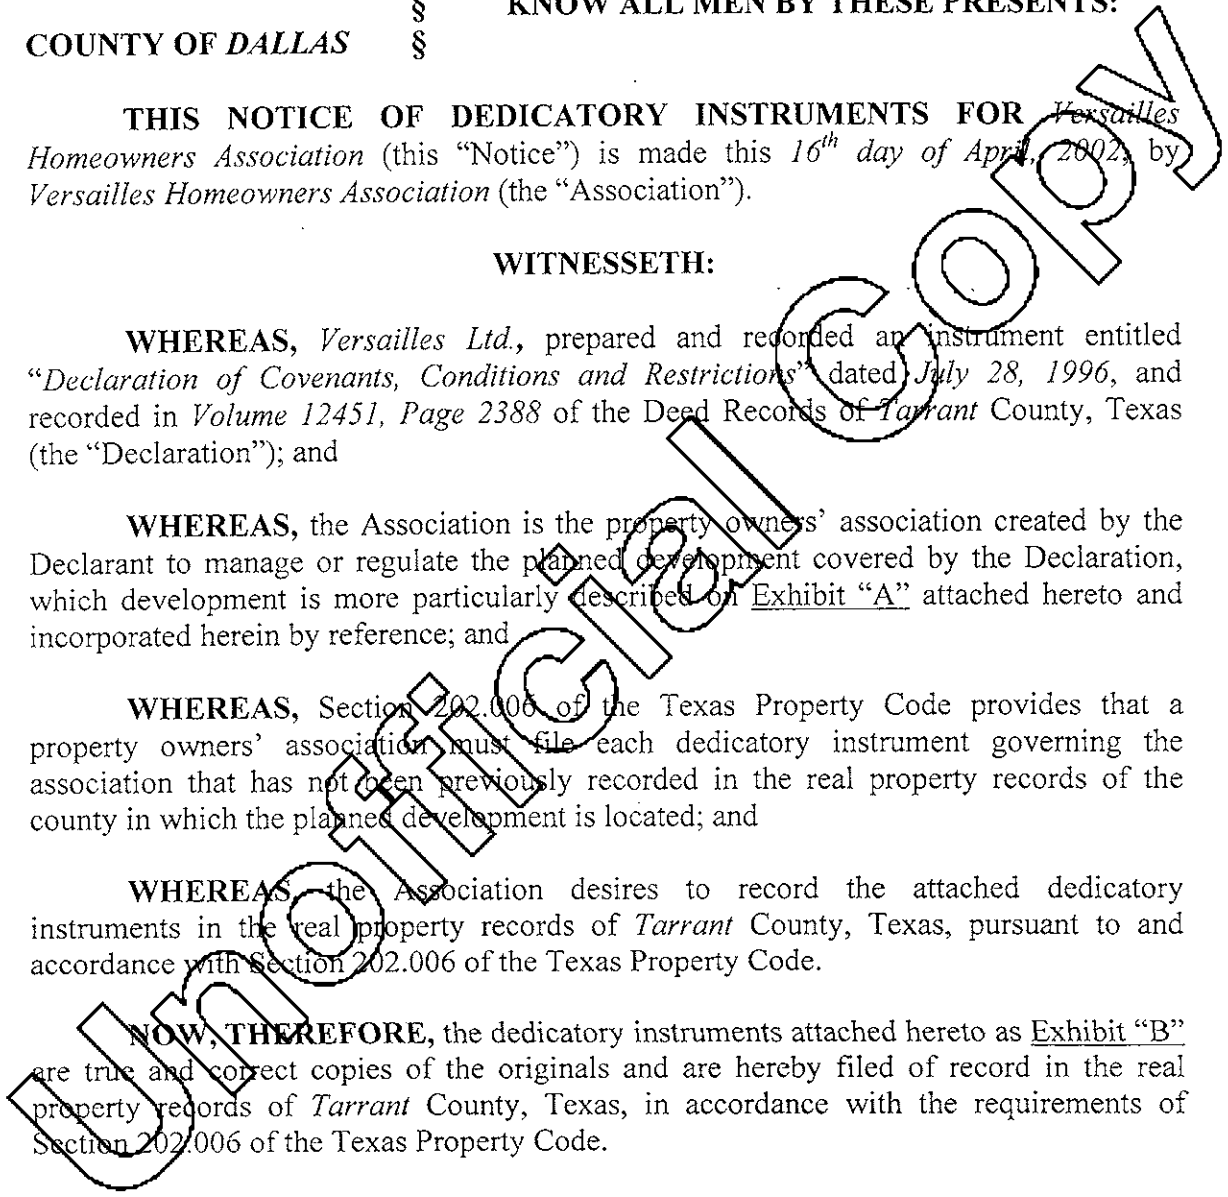 § KNOW ALL MEN BY THESE PRESENTS:
COUNTY OF DALLAS §
THIS NOTICE OF DEDICATORY INSTRUMENTS FOR Versailles
Homeowners Association (this “Notice”) is made this 16th day of April, 2002, by
Versailles Homeowners Association (the “Association”).
WITNESSETH:
WHEREAS, Versailles Ltd., prepared and recorded an instrument entitled
“Declaration of Covenants, Conditions and Restrictions” dated July 28, 1996, and
recorded in Volume 12451, Page 2388 of the Deed Records of Tarrant County, Texas
(the “Declaration”); and
WHEREAS, the Association is the property owners’ association created by the
Declarant to manage or regulate the planned development covered by the Declaration,
which development is more particularly described on Exhibit “A” attached hereto and
incorporated herein by reference; and
WHEREAS, Section 202.006 of the Texas Property Code provides that a
property owners’ association must file each dedicatory instrument governing the
association that has not been previously recorded in the real property records of the
county in which the planned development is located; and
WHEREAS, the Association desires to record the attached dedicatory
instruments in the real property records of Tarrant County, Texas, pursuant to and
accordance with Section 202.006 of the Texas Property Code.
NOW, THEREFORE, the dedicatory instruments attached hereto as Exhibit “B”
are true and correct copies of the originals and are hereby filed of record in the real
property records of Tarrant County, Texas, in accordance with the requirements of
Section 202.006 of the Texas Property Code.
Unofficial Copy